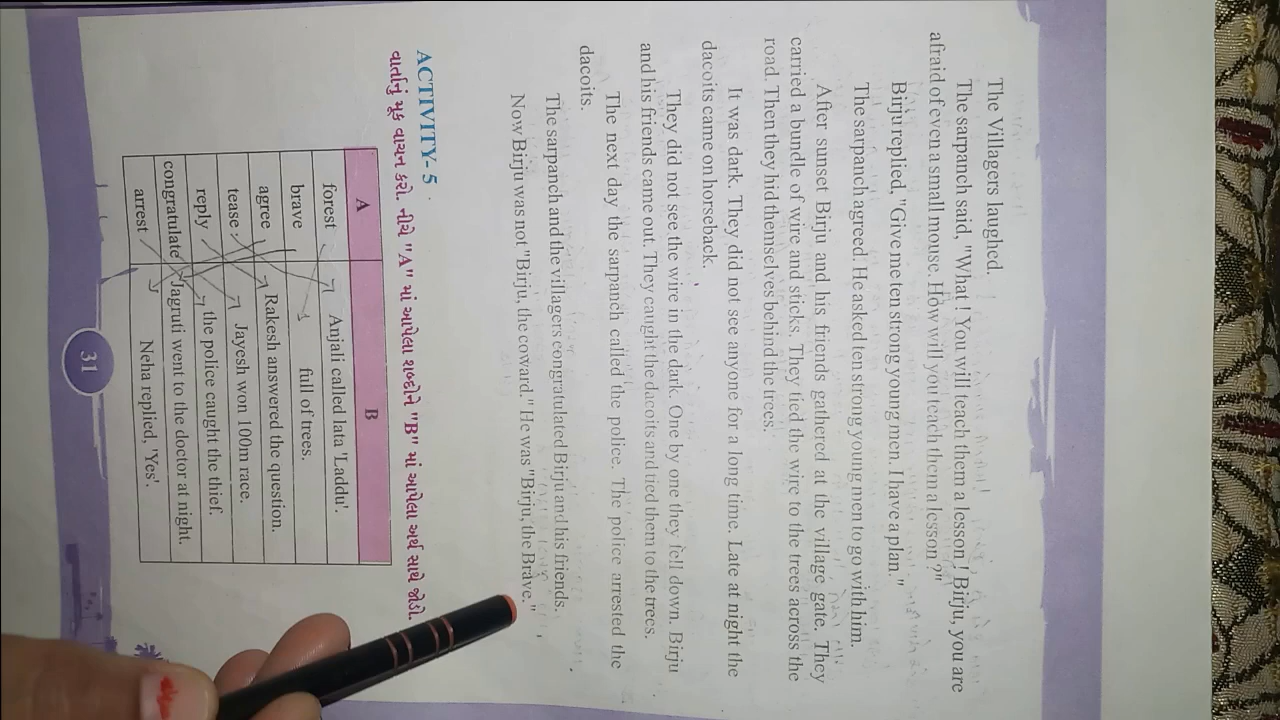 The Villagers laughed.
The sarpanch said, "What ! You will teach them a lesson! Birju, you are
afraid of even a small mouse. How will you teach them a lesson ?"
Birju replied, "Give me ten strong young men. I have a plan."
The sarpanch agreed. He asked ten strong young men to go with him.
After sunset Birju and his friends gathered at the village gate. They
carried a bundle of wire and sticks. They tied the wire to the trees across the
road. Then they hid themselves behind the trees.
It was dark. They did not see anyone for a long time. Late at night the
dacoits came on horseback.
They did not see the wire in the dark. One by one they fell down. Birju
and his friends came out. They caught the dacoits and tied them to the trees.
The next day the sarpanch called the police. The police arrested the
dacoits.
The sarpanch and the villagers congratulated Birju and his friends.
Now Birju was not "Birju, the coward." He was "Birju, the Brave."
ACTIVITY- 5
વાર્તાનું મૂક વાચન કરો. નીચે "A" માં આપેલા શબ્દોને "B" માં આપેલા અર્થ સાથે જોડો.
A B
forest Anjali called lata 'Laddu'.
brave full of trees.
agree Rakesh answered the question.
tease Jayesh won 100m race.
reply the police caught the thief.
congratulate Jagruti went to the doctor at night.
arrest Neha replied, 'Yes'.
31